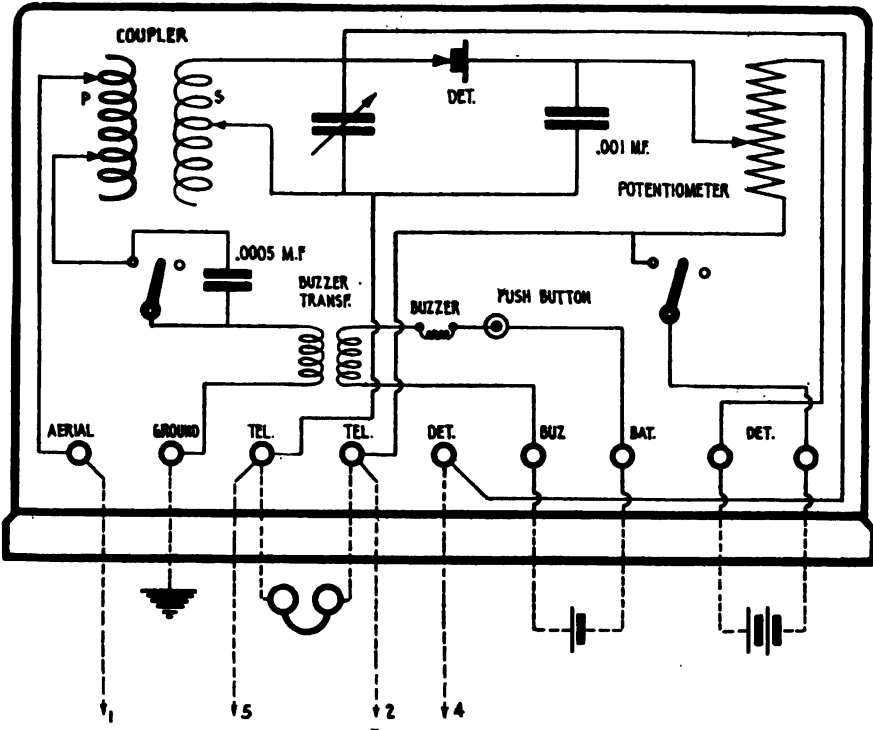 COUPLER
P
S
DET.
.001 M.F.
POTENTIOMETER
.0005 M.F
BUZZER
TRANSF.
BUZZER
PUSH BUTTON
AERIAL
GROUND
TEL.
TEL.
DET.
BUZ
BAT.
DET.
1
5
2
4